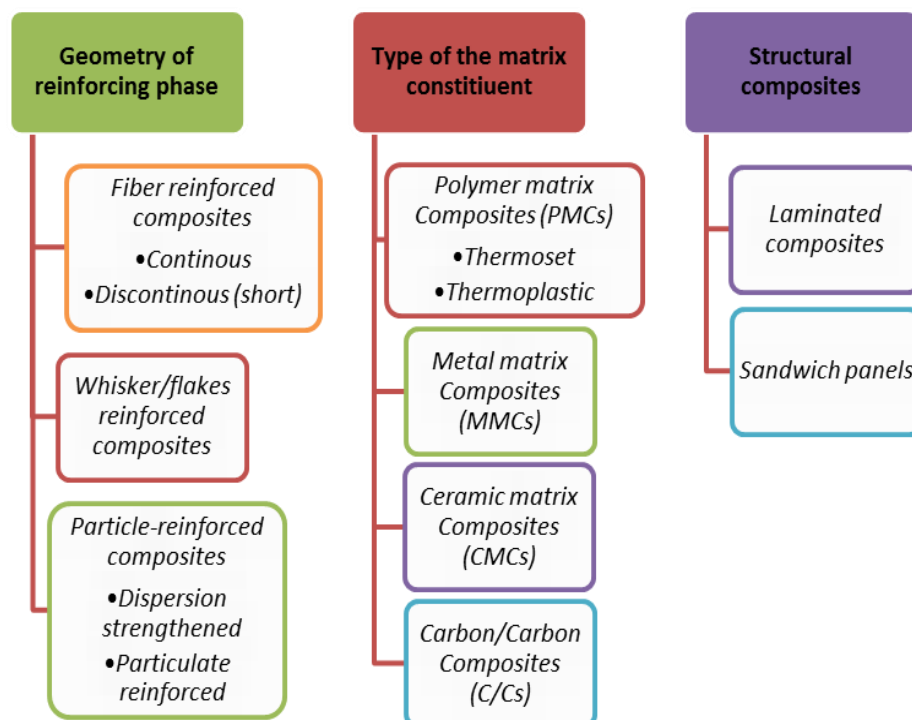 Geometry of
reinforcing phase
Fiber reinforced
composites
•Continous
•Discontinous (short)
Whisker/flakes
reinforced
composites
Particle-reinforced
composites
•Dispersion
strengthened
•Particulate
reinforced
Type of the matrix
constitiuent
Polymer matrix
Composites (PMCs)
•Thermoset
•Thermoplastic
Metal matrix
Composites
(MMCs)
Ceramic matrix
Composites
(CMCs)
Carbon/Carbon
Composites
(C/Cs)
Structural
composites
Laminated
composites
Sandwich panels